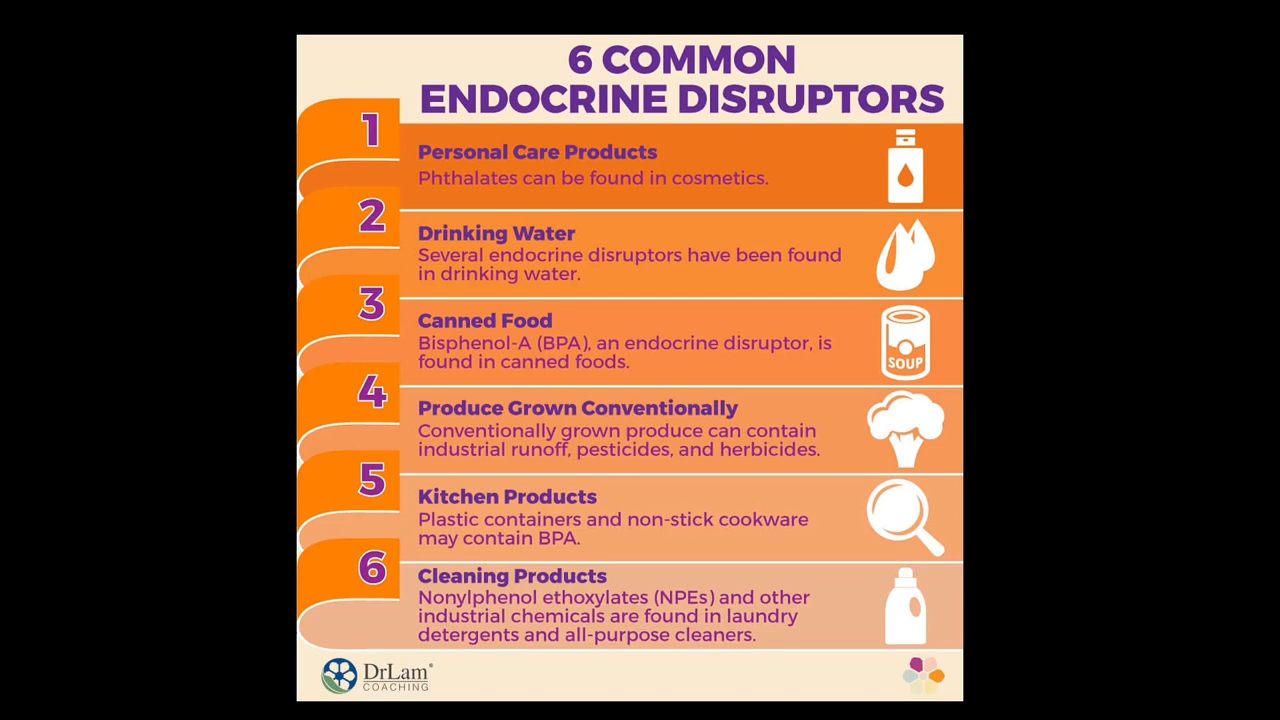 6 COMMON
ENDOCRINE DISRUPTORS
1
Personal Care Products
Phthalates can be found in cosmetics.
2
Drinking Water
Several endocrine disruptors have been found
in drinking water.
3
Canned Food
Bisphenol-A (BPA), an endocrine disruptor, is
found in canned foods.
SOUP
4
Produce Grown Conventionally
Conventionally grown produce can contain
industrial runoff, pesticides, and herbicides.
5
Kitchen Products
Plastic containers and non-stick cookware
may contain BPA.
6
Cleaning Products
Nonylphenol ethoxylates (NPEs) and other
industrial chemicals are found in laundry
detergents and all-purpose cleaners.
DrLam®
COACHING